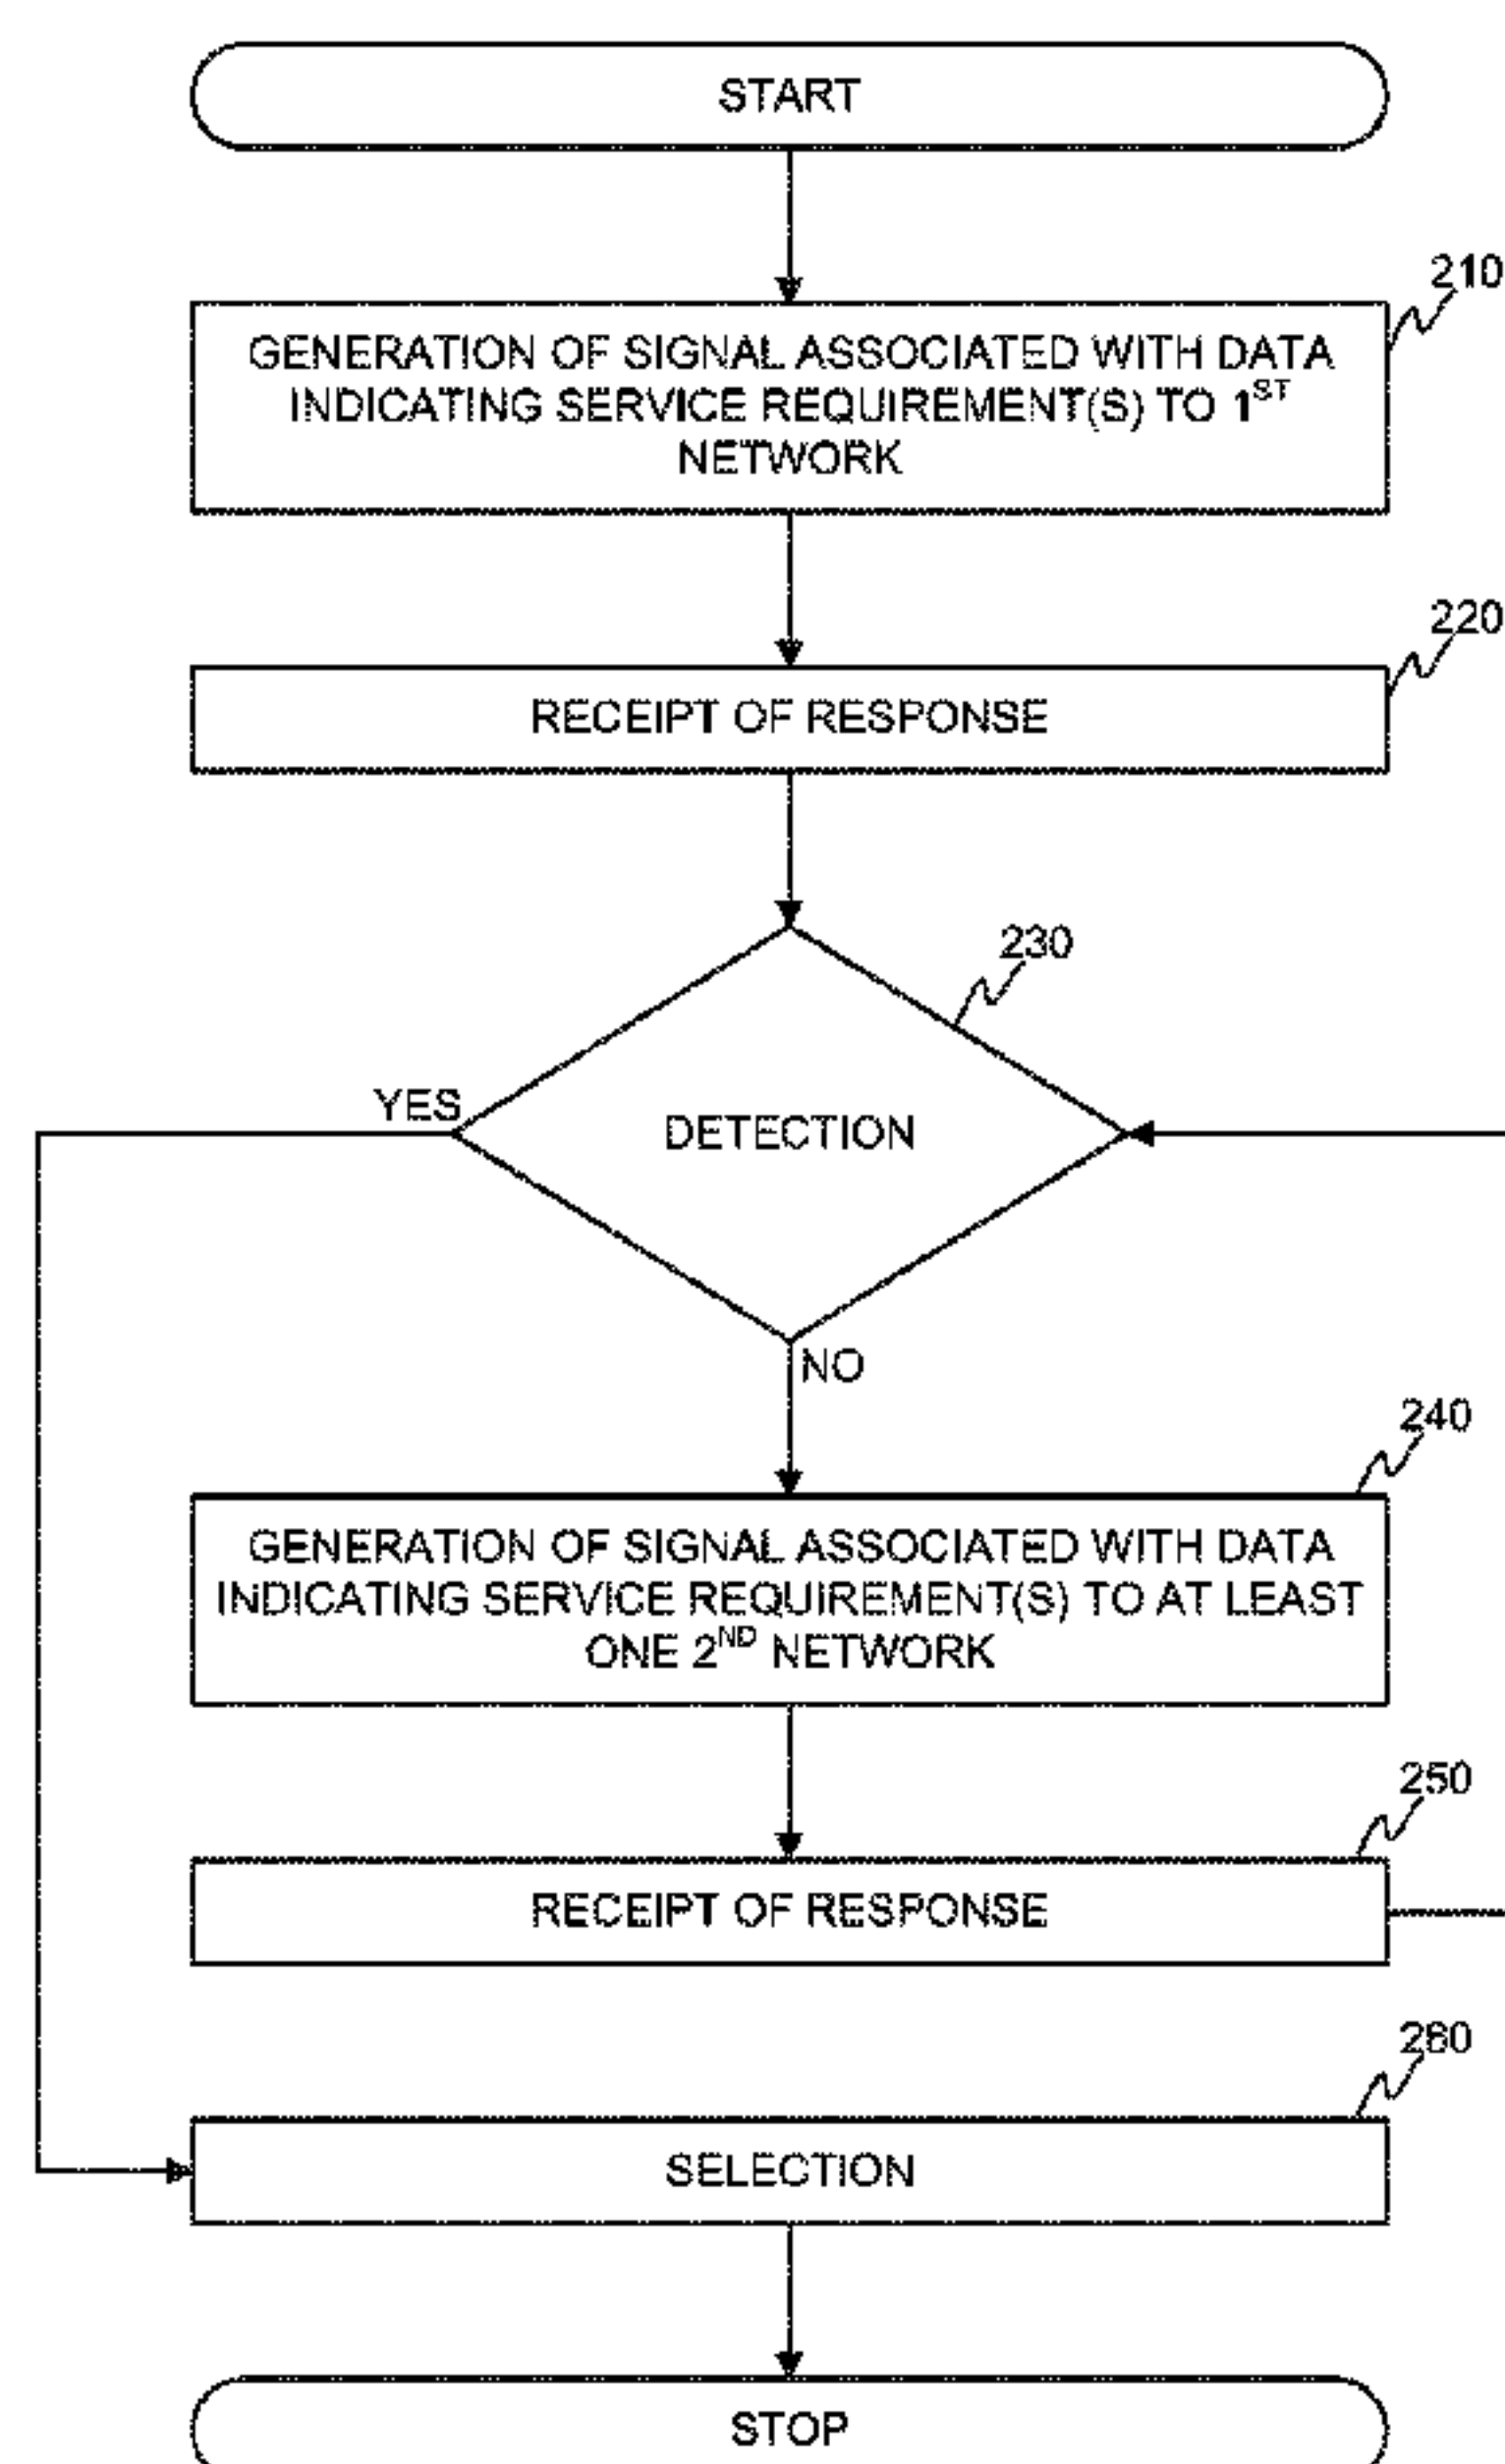 START
210
GENERATION OF SIGNAL ASSOCIATED WITH DATA
INDICATING SERVICE REQUIREMENT(S) TO 1ST
NETWORK
220
RECEIPT OF RESPONSE
230
YES
DETECTION
NO
240
GENERATION OF SIGNAL ASSOCIATED WITH DATA
INDICATING SERVICE REQUIREMENT(S) TO AT LEAST
ONE 2ND NETWORK
250
RECEIPT OF RESPONSE
260
SELECTION
STOP